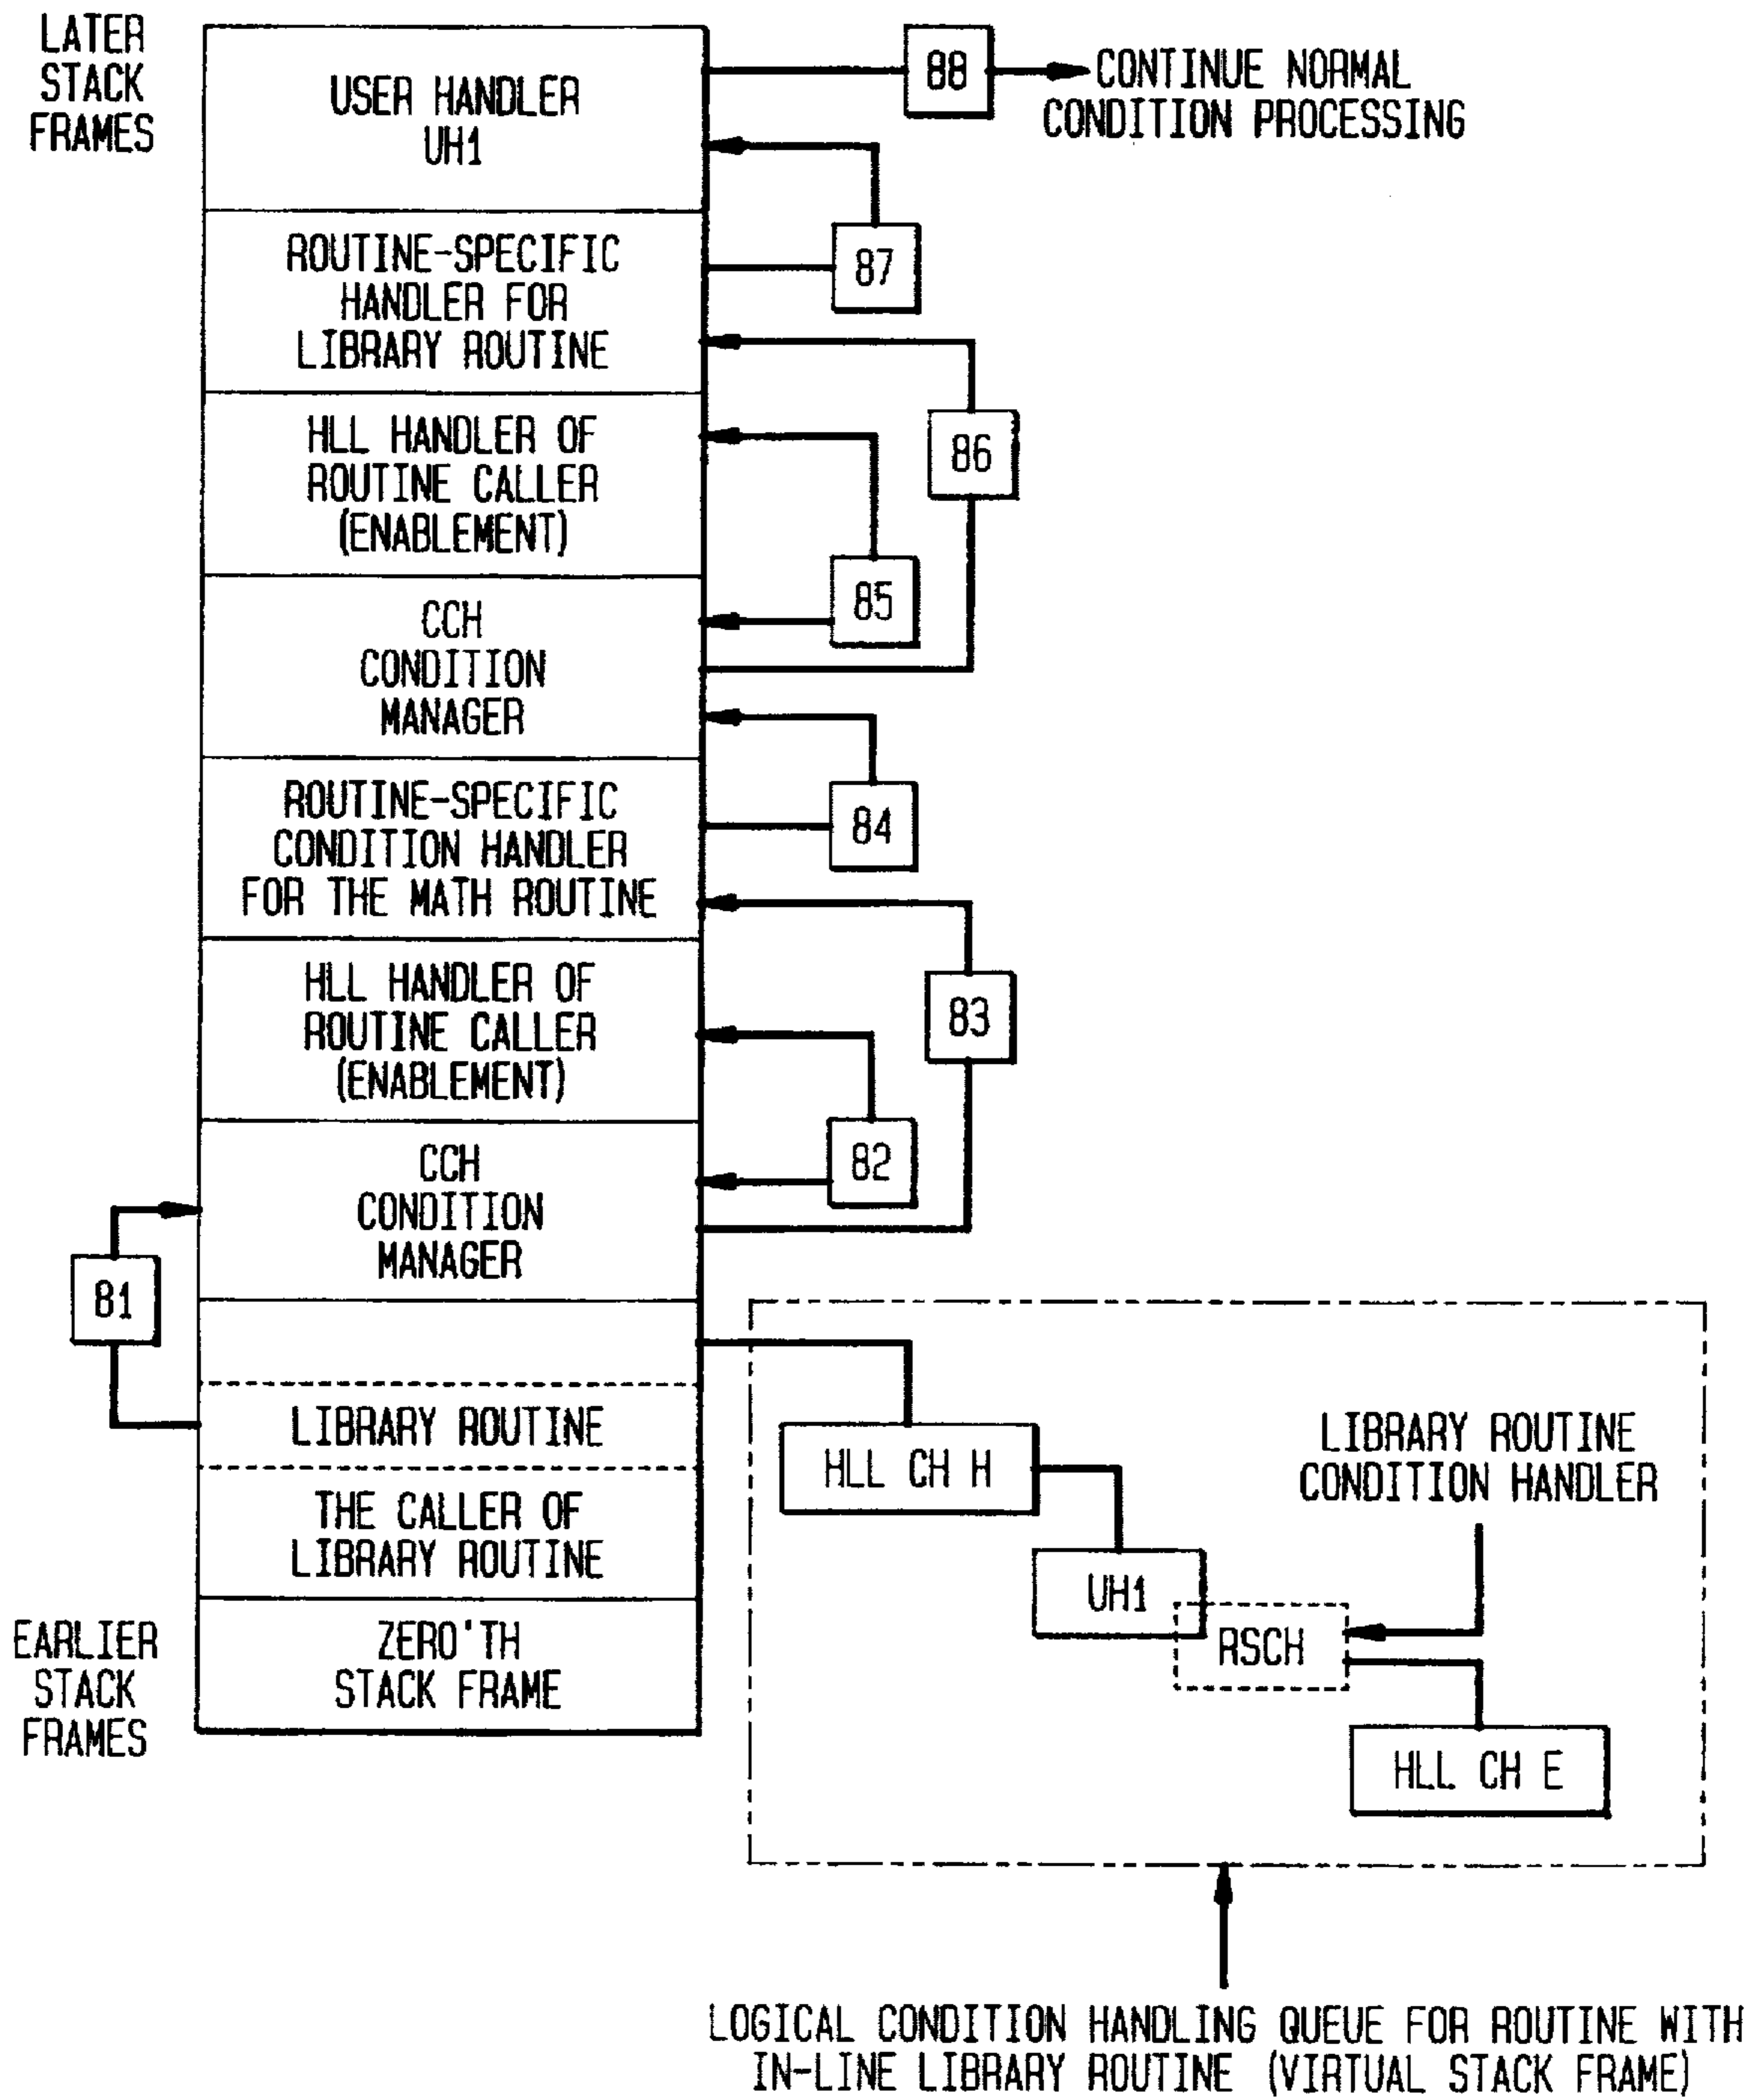 LATER
STACK
FRAMES
USER HANDLER
UH1
88
CONTINUE NORMAL
CONDITION PROCESSING
87
ROUTINE-SPECIFIC
HANDLER FOR
LIBRARY ROUTINE
86
HLL HANDLER OF
ROUTINE CALLER
(ENABLEMENT)
85
CCH
CONDITION
MANAGER
84
ROUTINE-SPECIFIC
CONDITION HANDLER
FOR THE MATH ROUTINE
83
HLL HANDLER OF
ROUTINE CALLER
(ENABLEMENT)
82
CCH
CONDITION
MANAGER
81
LIBRARY ROUTINE
THE CALLER OF
LIBRARY ROUTINE
EARLIER
STACK
FRAMES
ZERO'TH
STACK FRAME
HLL CH H
UH1
RSCH
LIBRARY ROUTINE
CONDITION HANDLER
HLL CH E
LOGICAL CONDITION HANDLING QUEUE FOR ROUTINE WITH
IN-LINE LIBRARY ROUTINE (VIRTUAL STACK FRAME)